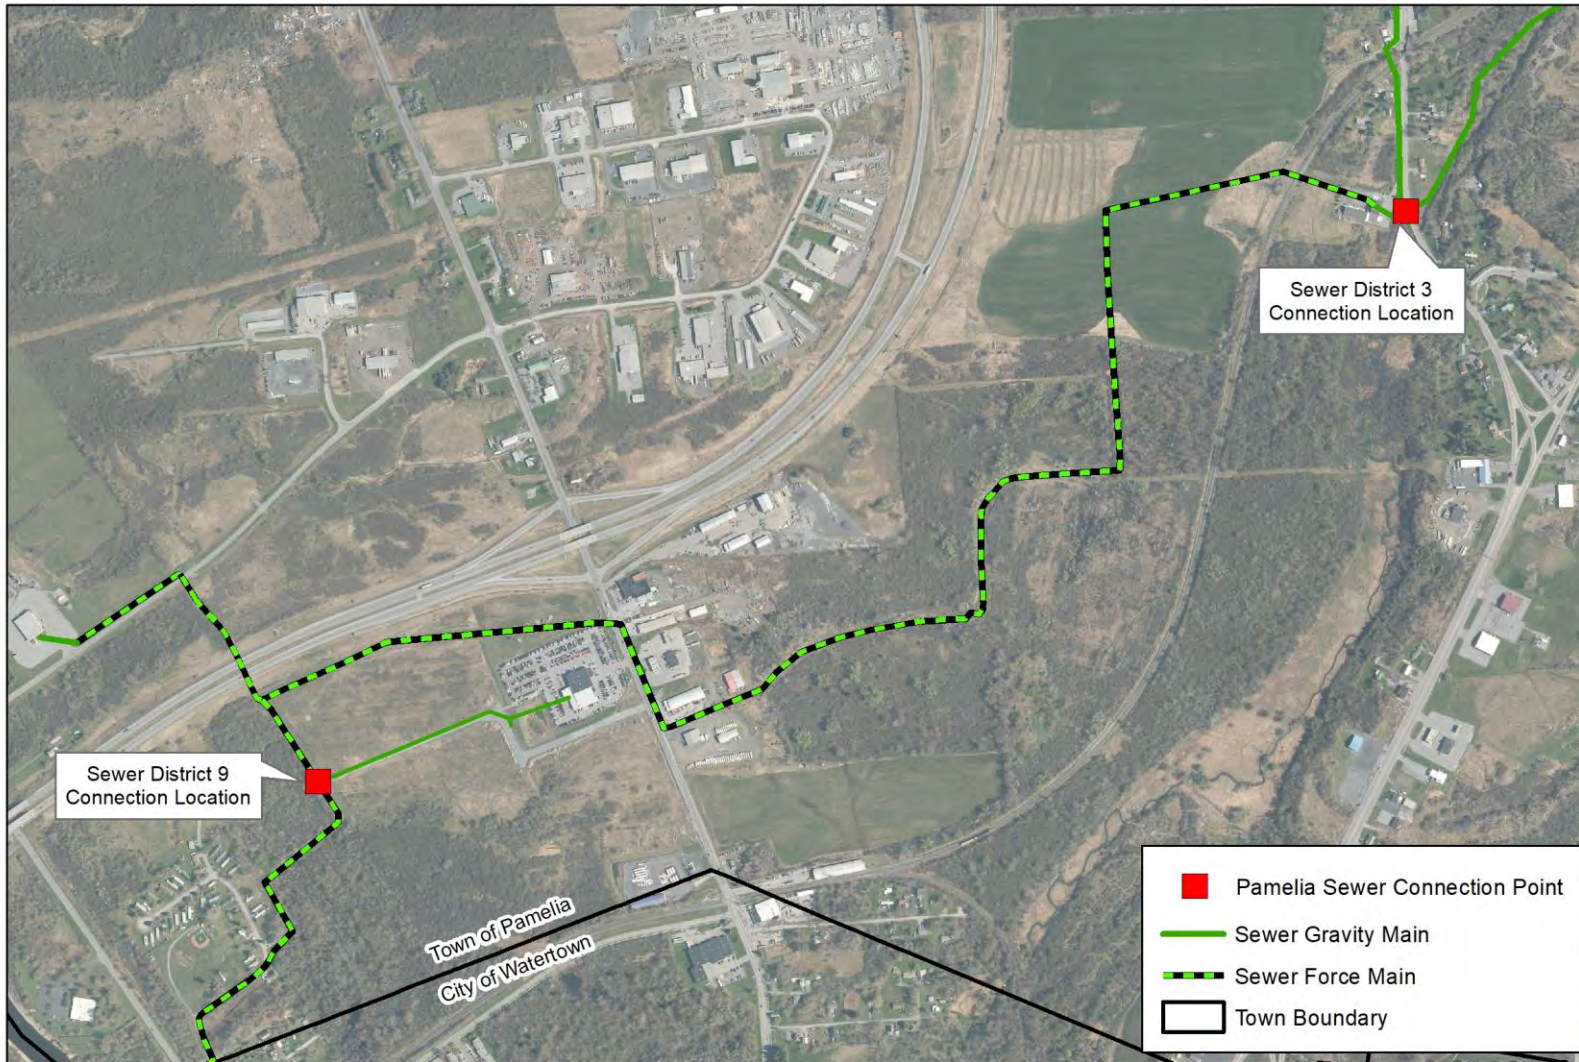 Sewer District 3
Connection Location
Sewer District 9
Connection Location
Town of Pamelia
City of Watertown
Pamelia Sewer Connection Point
Sewer Gravity Main
Sewer Force Main
Town Boundary